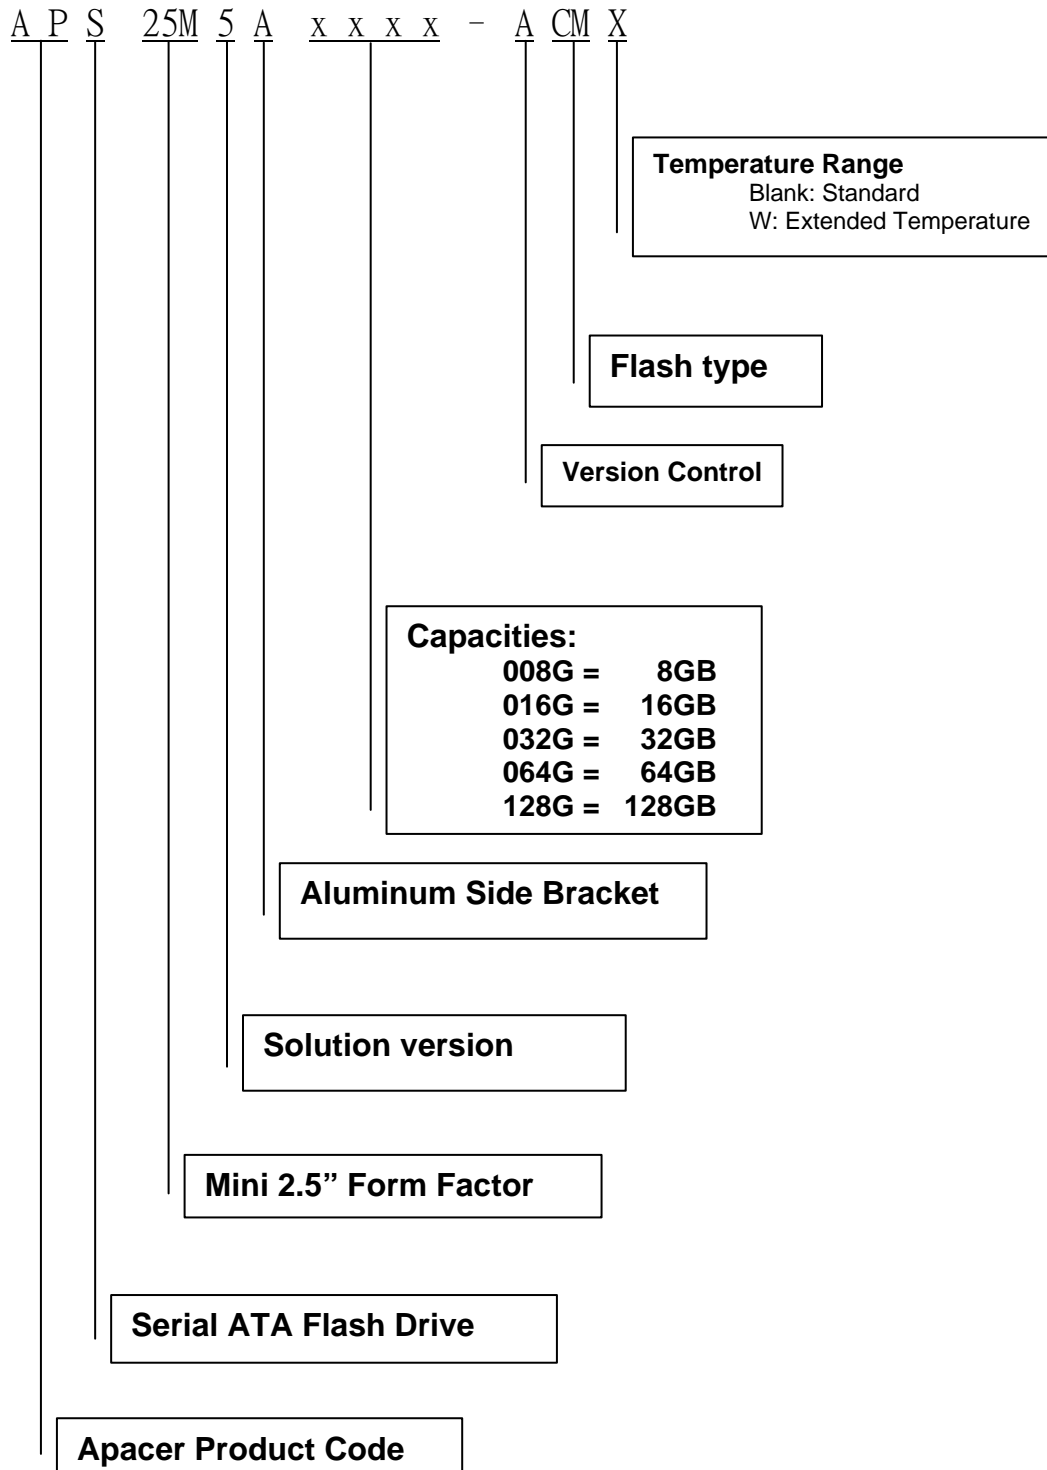 A P S 25M 5 A x x x x - A CM X
Temperature Range
Blank: Standard
W: Extended Temperature
Flash type
Version Control
Capacities:
008G = 8GB
016G = 16GB
032G = 32GB
064G = 64GB
128G = 128GB
Aluminum Side Bracket
Solution version
Mini 2.5” Form Factor
Serial ATA Flash Drive
Apacer Product Code